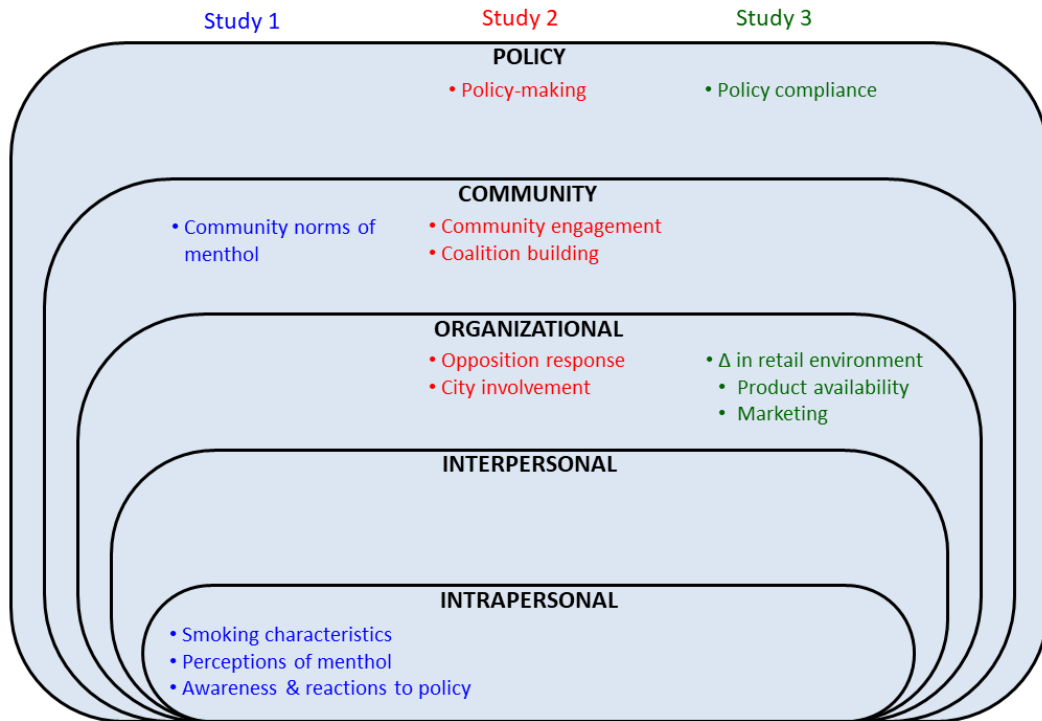 Study 1 Study 2 Study 3
POLICY
• Policy-making • Policy compliance
COMMUNITY
• Community norms of • Community engagement
menthol • Coalition building
ORGANIZATIONAL
• Opposition response • Δ in retail environment
• City involvement • Product availability
• Marketing
INTERPERSONAL
INTRAPERSONAL
• Smoking characteristics
• Perceptions of menthol
• Awareness & reactions to policy